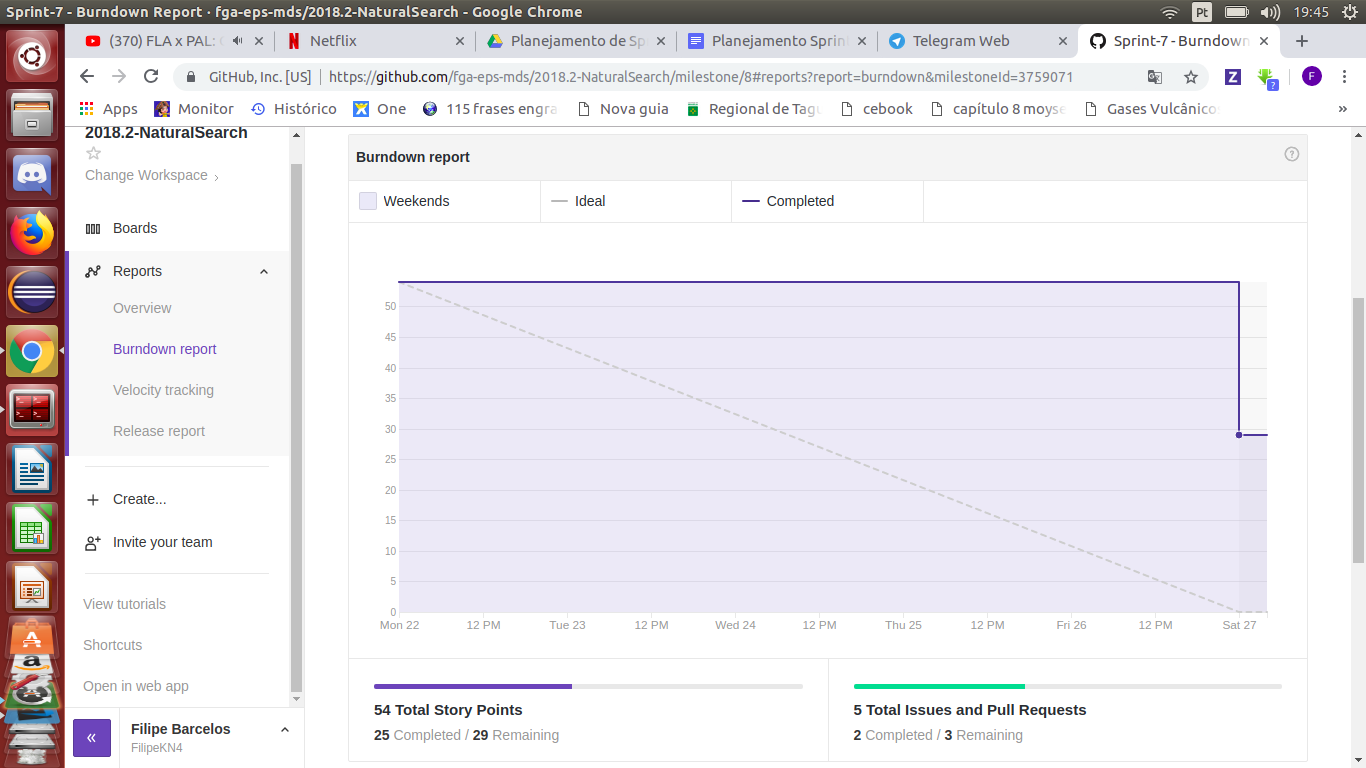 Sprint-7 - Burndown Report · fga-eps-mds/2018.2-NaturalSearch - Google Chrome
Pt
19:45
(370) FLA x PAL:
Netflix
Planejamento de Sp
Planejamento Sprin
Telegram Web
Sprint-7 - Burndown
GitHub, Inc. [US]
https://github.com/fga-eps-mds/2018.2-NaturalSearch/milestone/8#reports?report=burndown&milestoneId=3759071
Z
?
F
Apps
Monitor
Histórico
One
115 frases engra
Nova guia
Regional de Tagu
cebook
capítulo 8 moyse
Gases Vulcânicos
»
2018.2-NaturalSearch
Change Workspace
Boards
Reports
Overview
Burndown report
Velocity tracking
Release report
Create...
Invite your team
View tutorials
Shortcuts
Open in web app
«
Filipe Barcelos
FilipeKN4
Burndown report
?
Weekends
Ideal
Completed
50
45
40
35
30
25
20
15
10
5
0
Mon 22
12 PM
Tue 23
12 PM
Wed 24
12 PM
Thu 25
12 PM
Fri 26
12 PM
Sat 27
54 Total Story Points
25 Completed / 29 Remaining
5 Total Issues and Pull Requests
2 Completed / 3 Remaining